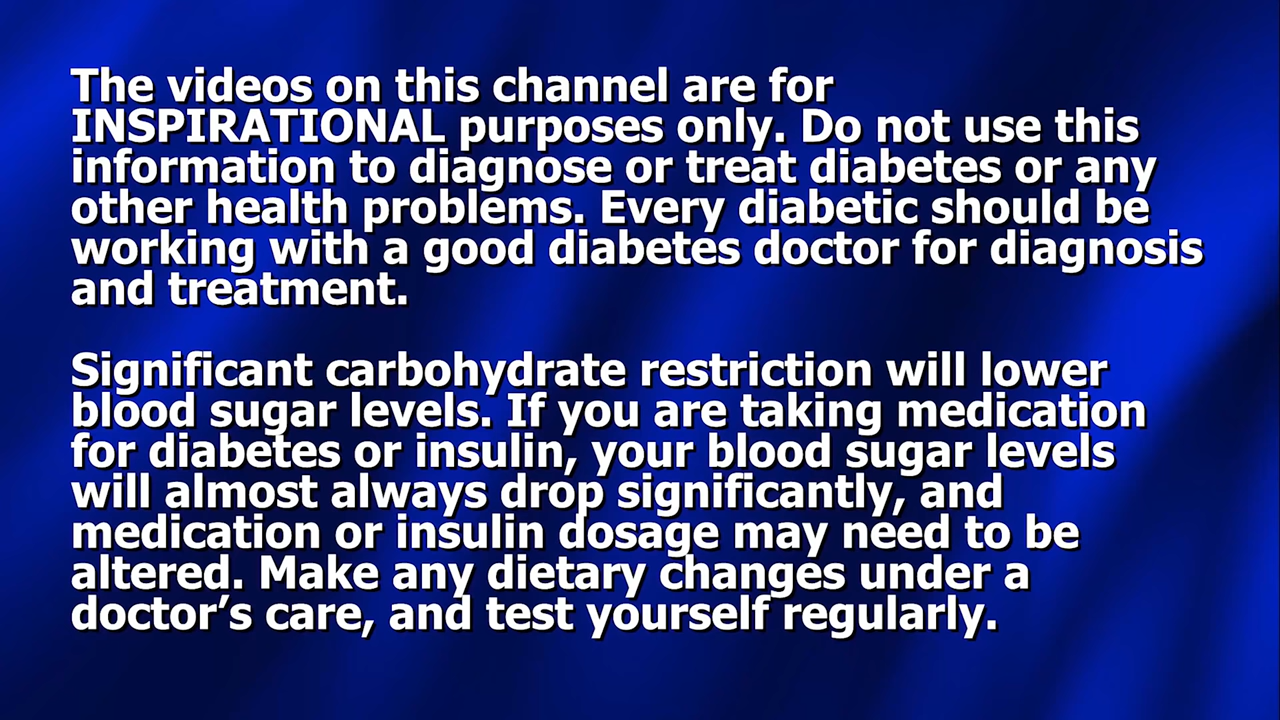 The videos on this channel are for
INSPIRATIONAL purposes only. Do not use this
information to diagnose or treat diabetes or any
other health problems. Every diabetic should be
working with a good diabetes doctor for diagnosis
and treatment.
Significant carbohydrate restriction will lower
blood sugar levels. If you are taking medication
for diabetes or insulin, your blood sugar levels
will almost always drop significantly, and
medication or insulin dosage may need to be
altered. Make any dietary changes under a
doctor’s care, and test yourself regularly.